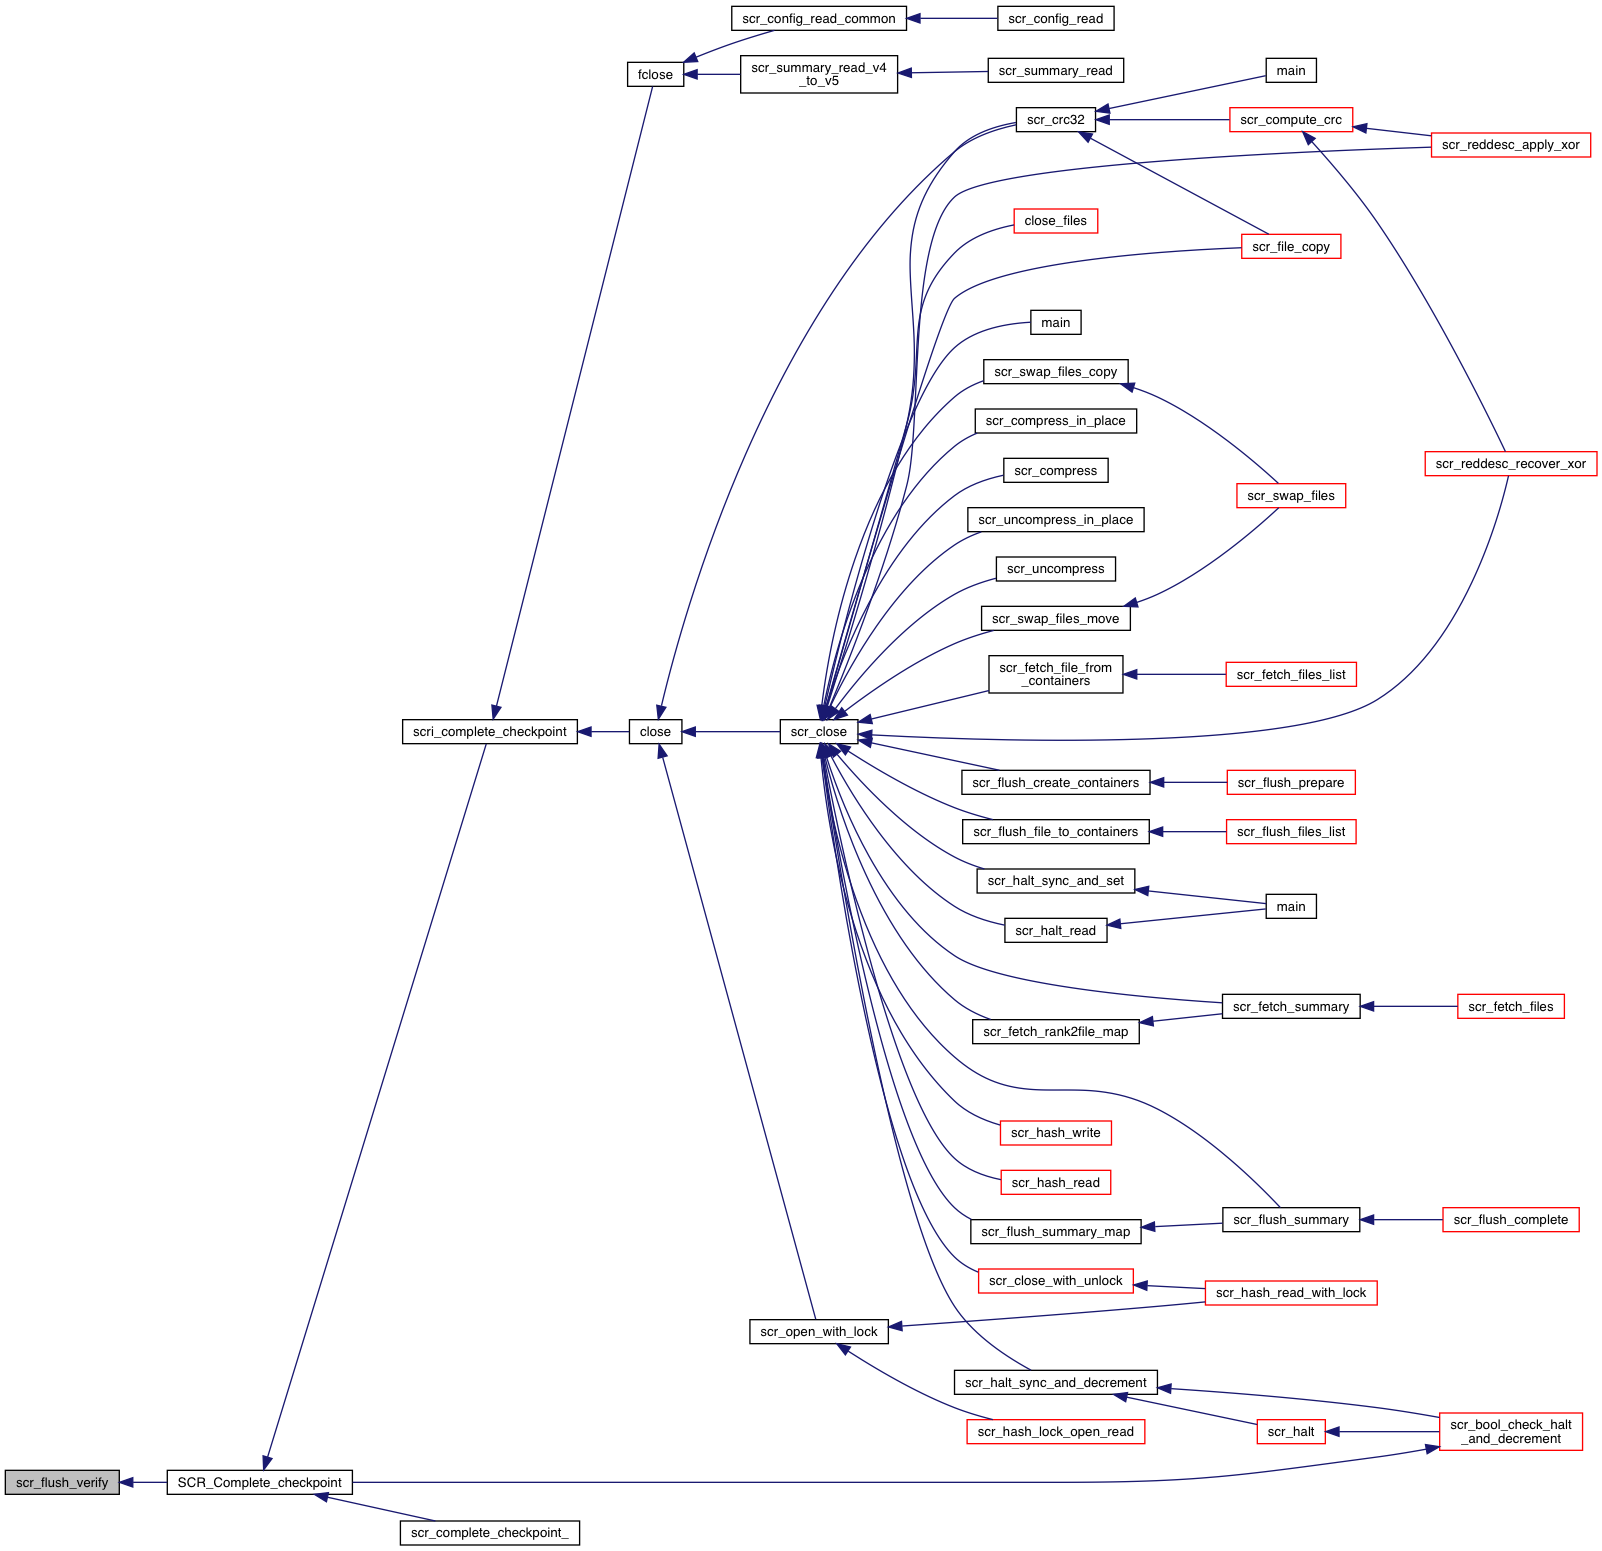 scr_config_read_common
scr_config_read
fclose
scr_summary_read_v4
_to_v5
scr_summary_read
main
scr_crc32
scr_compute_crc
scr_reddesc_apply_xor
close_files
scr_file_copy
main
scr_swap_files_copy
scr_compress_in_place
scr_compress
scr_reddesc_recover_xor
scr_swap_files
scr_uncompress_in_place
scr_uncompress
scr_swap_files_move
scr_fetch_file_from
_containers
scr_fetch_files_list
scri_complete_checkpoint
close
scr_close
scr_flush_create_containers
scr_flush_prepare
scr_flush_file_to_containers
scr_flush_files_list
scr_halt_sync_and_set
main
scr_halt_read
scr_fetch_summary
scr_fetch_files
scr_fetch_rank2file_map
scr_hash_write
scr_hash_read
scr_flush_summary_map
scr_flush_summary
scr_flush_complete
scr_close_with_unlock
scr_hash_read_with_lock
scr_open_with_lock
scr_halt_sync_and_decrement
scr_hash_lock_open_read
scr_halt
scr_bool_check_halt
_and_decrement
scr_flush_verify
SCR_Complete_checkpoint
scr_complete_checkpoint_